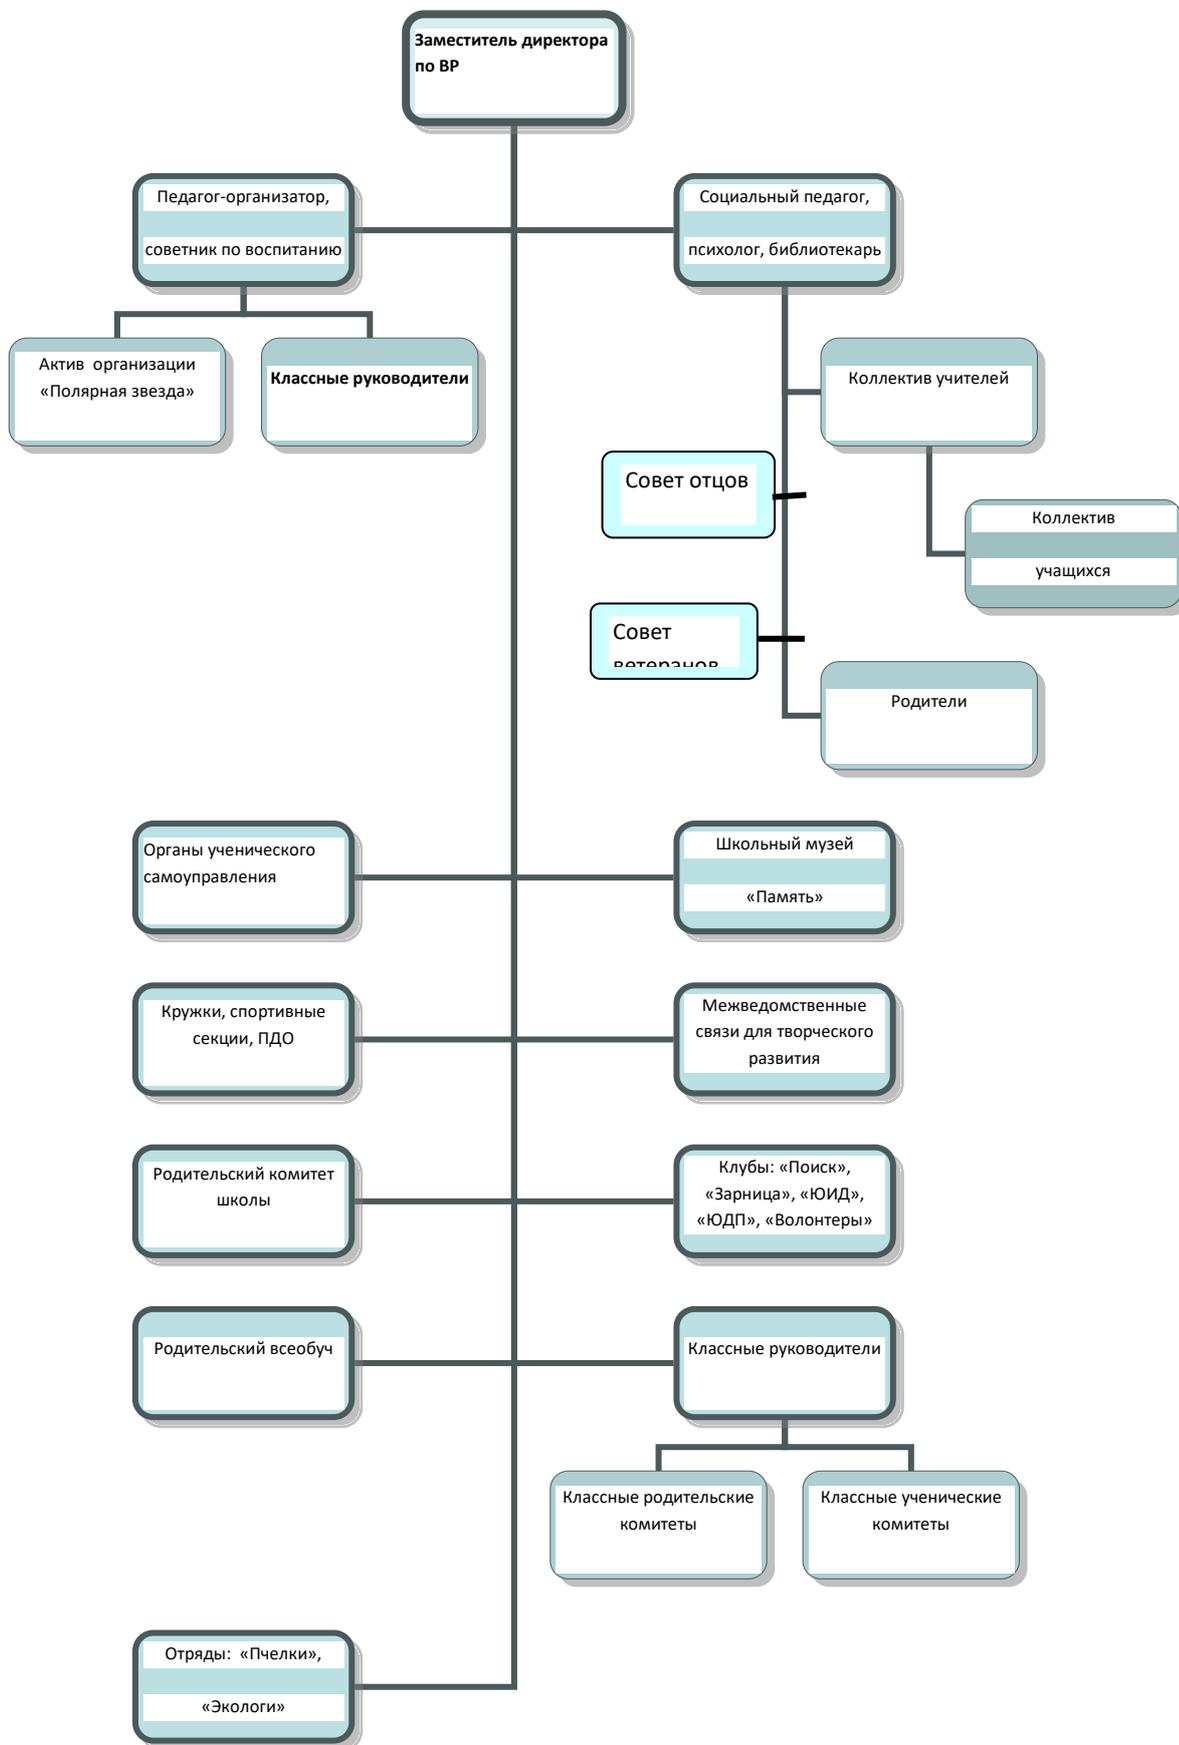 Заместитель директора
по ВР
Педагог-организатор,
советник по воспитанию
Социальный педагог,
психолог, библиотекарь
Актив организации
«Полярная звезда»
Классные руководители
Коллектив учителей
Совет отцов
Коллектив
учащихся
Совет
ветеранов
Родители
Органы ученического
самоуправления
Школьный музей
«Память»
Кружки, спортивные
секции, ПДО
Межведомственные
связи для творческого
развития
Родительский комитет
школы
Клубы: «Поиск»,
«Зарница», «ЮИД»,
«ЮДП», «Волонтеры»
Родительский всеобуч
Классные руководители
Классные родительские
комитеты
Классные ученические
комитеты
Отряды: «Пчелки»,
«Экологи»